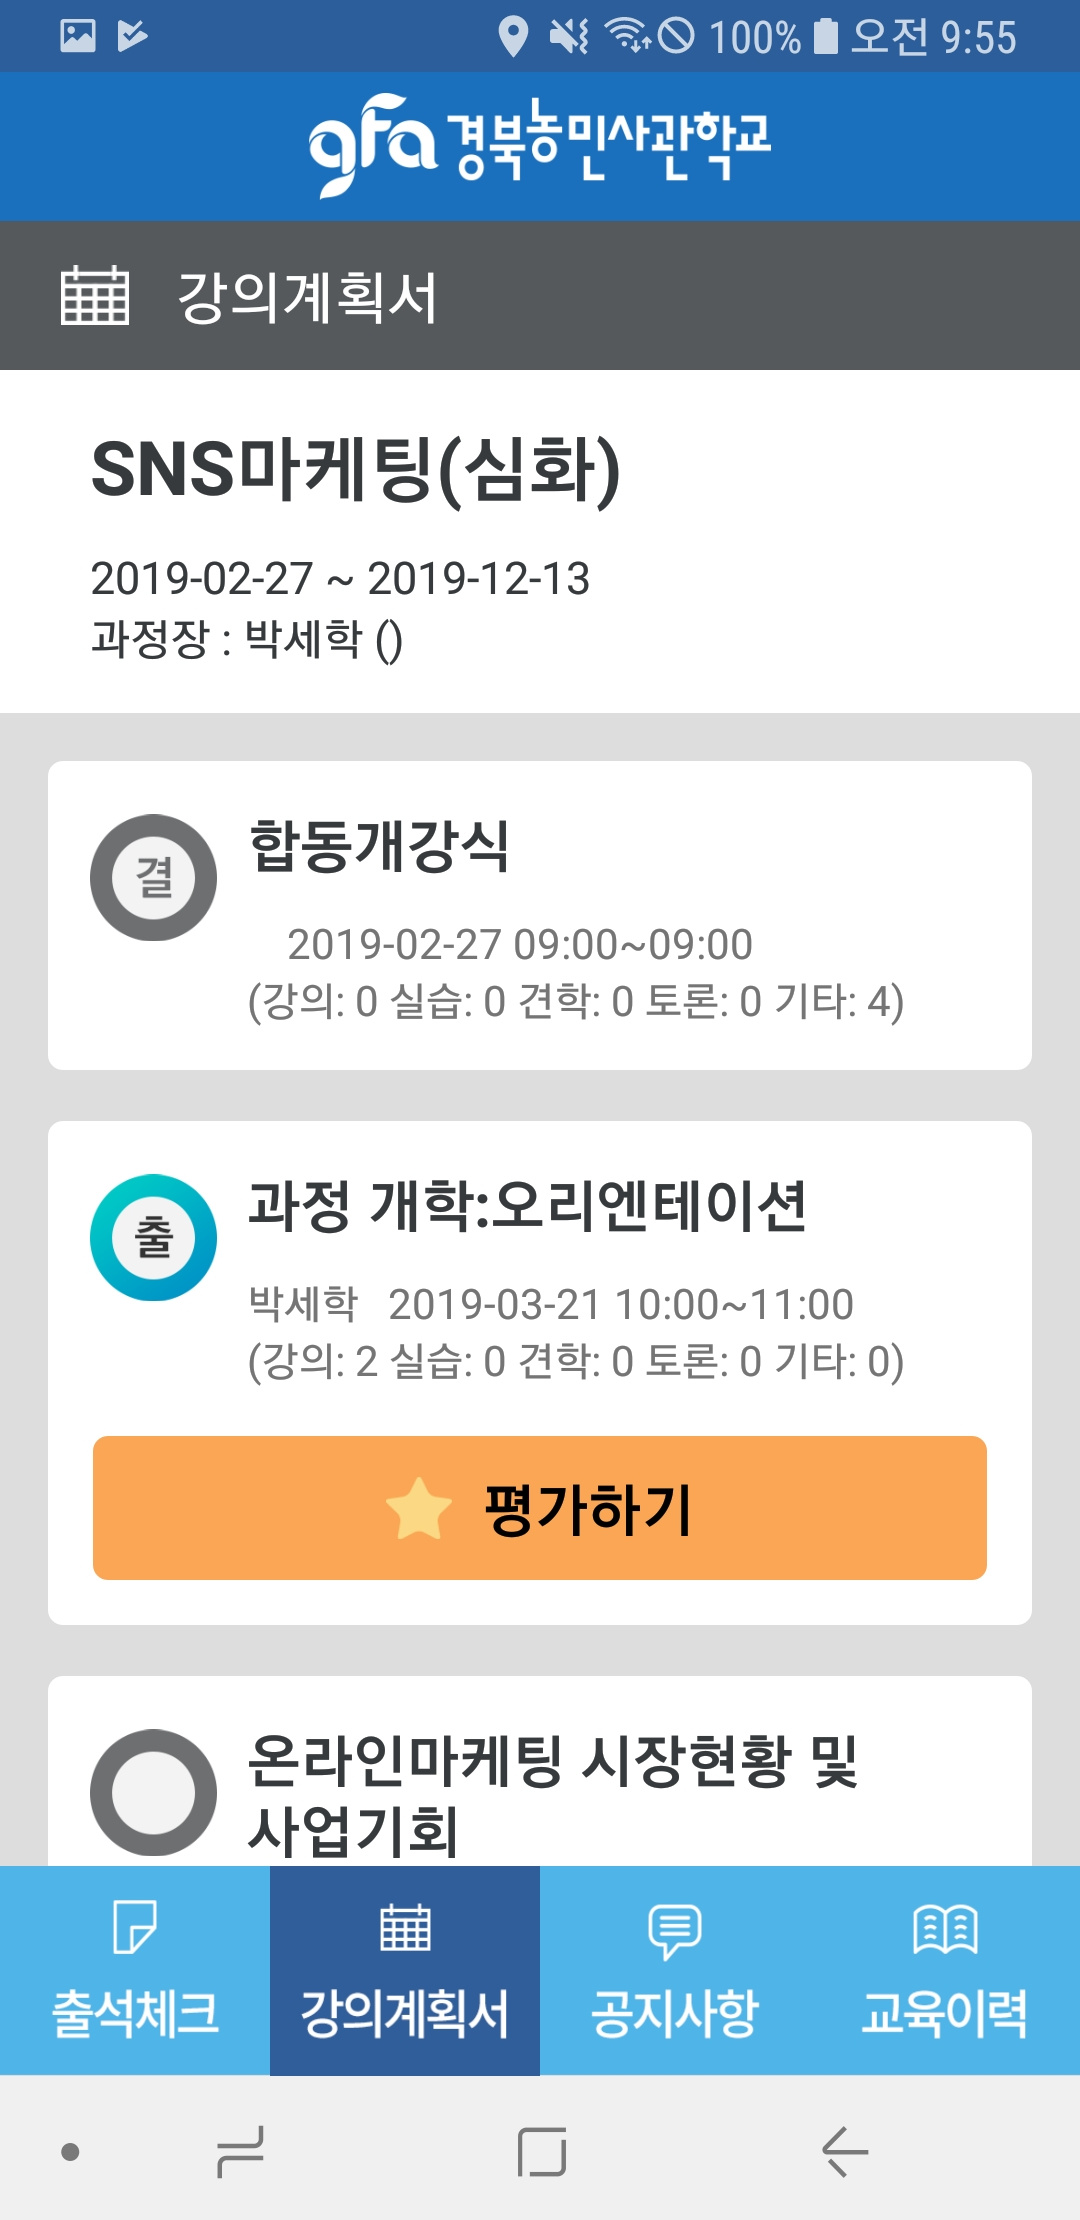 100% 오전 9:55
gfa 경북농민사관학교
강의계획서
SNS마케팅(심화)
2019-02-27 ~ 2019-12-13
과정장 : 박세학 ()
결
합동개강식
2019-02-27 09:00~09:00
(강의: 0 실습: 0 견학: 0 토론: 0 기타: 4)
출
과정 개학:오리엔테이션
박세학 2019-03-21 10:00~11:00
(강의: 2 실습: 0 견학: 0 토론: 0 기타: 0)
평가하기
온라인마케팅 시장현황 및
사업기회
출석체크 강의계획서 공지사항 교육이력